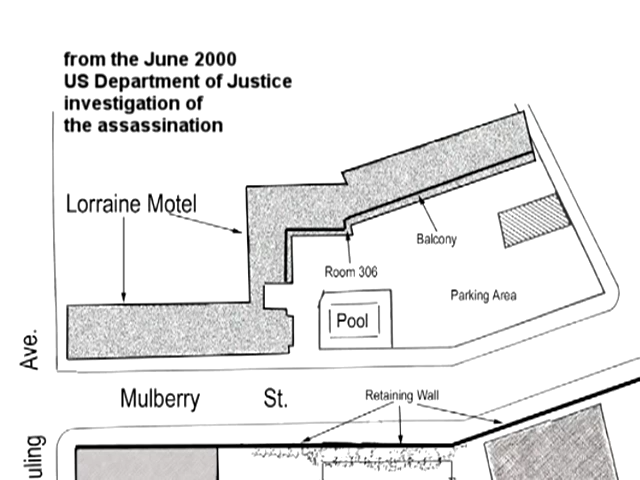 from the June 2000
US Department of Justice
investigation of
the assassination
Lorraine Motel
Balcony
Room 306
Parking Area
Pool
Ave.
Mulberry St.
Retaining Wall
uling